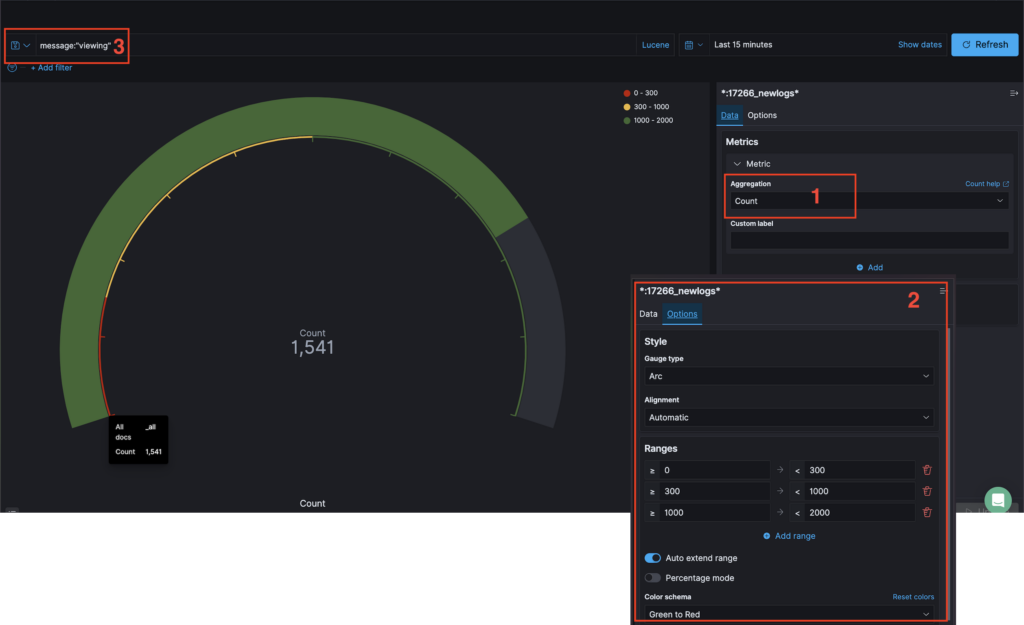 message:"viewing" 3
Lucene
Last 15 minutes
Show dates
Refresh
+ Add filter
0 - 300
300 - 1000
1000 - 2000
Count
1,541
All docs _all
Count 1,541
Count
*:17266_newlogs*
Data Options
Metrics
Metric
Aggregation
Count help
Count
1
Custom label
Add
*:17266_newlogs*
2
Data Options
Style
Gauge type
Arc
Alignment
Automatic
Ranges
≥ 0 → < 300
≥ 300 → < 1000
≥ 1000 → < 2000
Add range
Auto extend range
Percentage mode
Color schema
Reset colors
Green to Red